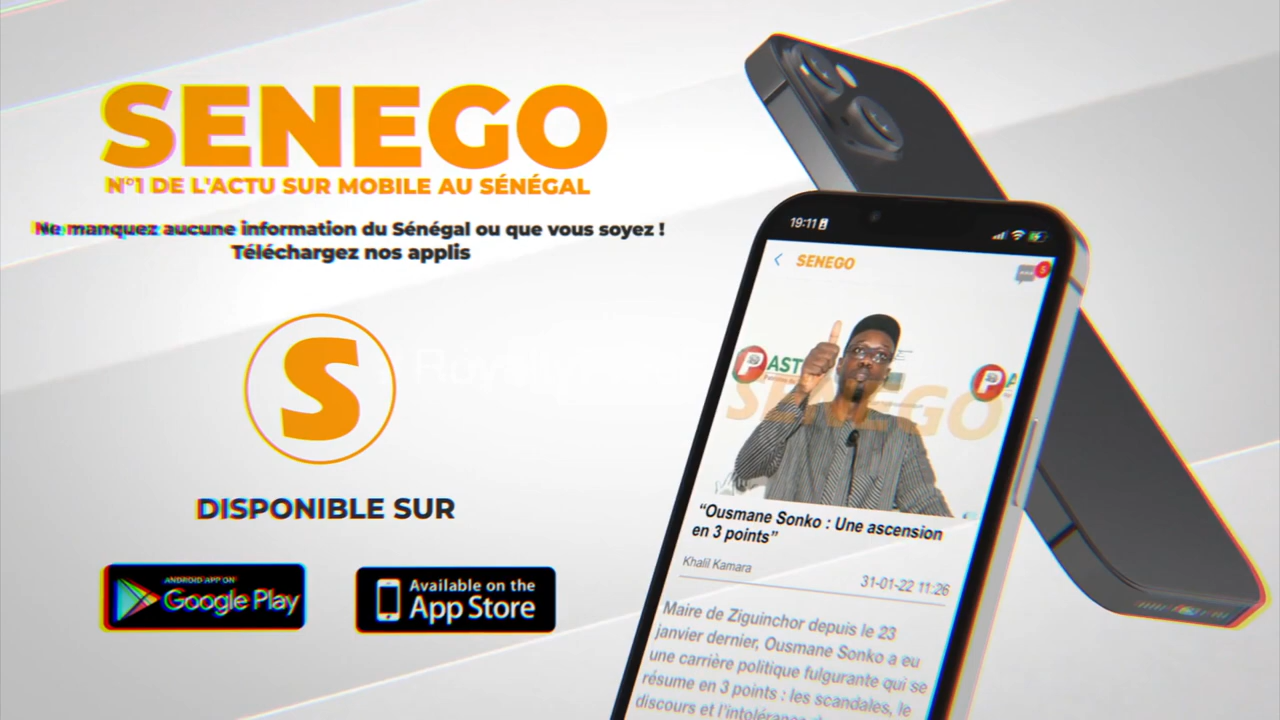 SENEGO
N°1 DE L'ACTU SUR MOBILE AU SÉNÉGAL
Ne manquez aucune information du Sénégal ou que vous soyez !
Téléchargez nos applis
S
DISPONIBLE SUR
ANDROID APP ON
Google Play
Available on the
App Store
19:11
SENEGO
5
PAST
P
SENEGO
“Ousmane Sonko : Une ascension
en 3 points”
Khalil Kamara
31-01-22 11:26
Maire de Ziguinchor depuis le 23
janvier dernier, Ousmane Sonko a eu
une carrière politique fulgurante qui se
résume en 3 points : les scandales, le
discours et l'intolérance